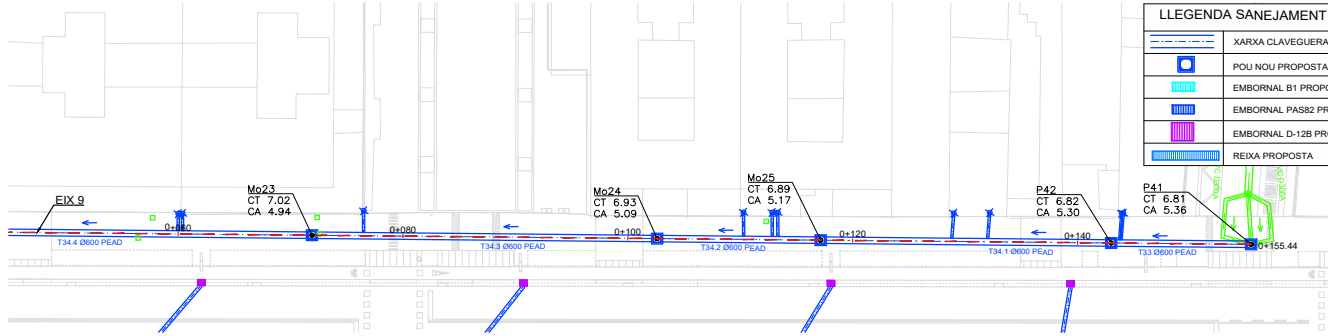 LLEGENDA SANEJAMENT
XARXA CLAVEGUERA
POU NOU PROPOSTA
EMBORNAL B1 PROPO
EMBORNAL PAS82 PR
EMBORNAL D-12B PRO
REIXA PROPOSTA
EIX 9
Mo23
CT 7.02
CA 4.94
Mo24
CT 6.93
CA 5.09
Mo25
CT 6.89
CA 5.17
P42
CT 6.82
CA 5.30
P41
CT 6.81
CA 5.36
0+060
0+080
0+100
0+120
0+140
0+155.44
T34.4 Ø600 PEAD
T34.3 Ø600 PEAD
T34.2 Ø600 PEAD
T34.1 Ø600 PEAD
T33 Ø600 PEAD